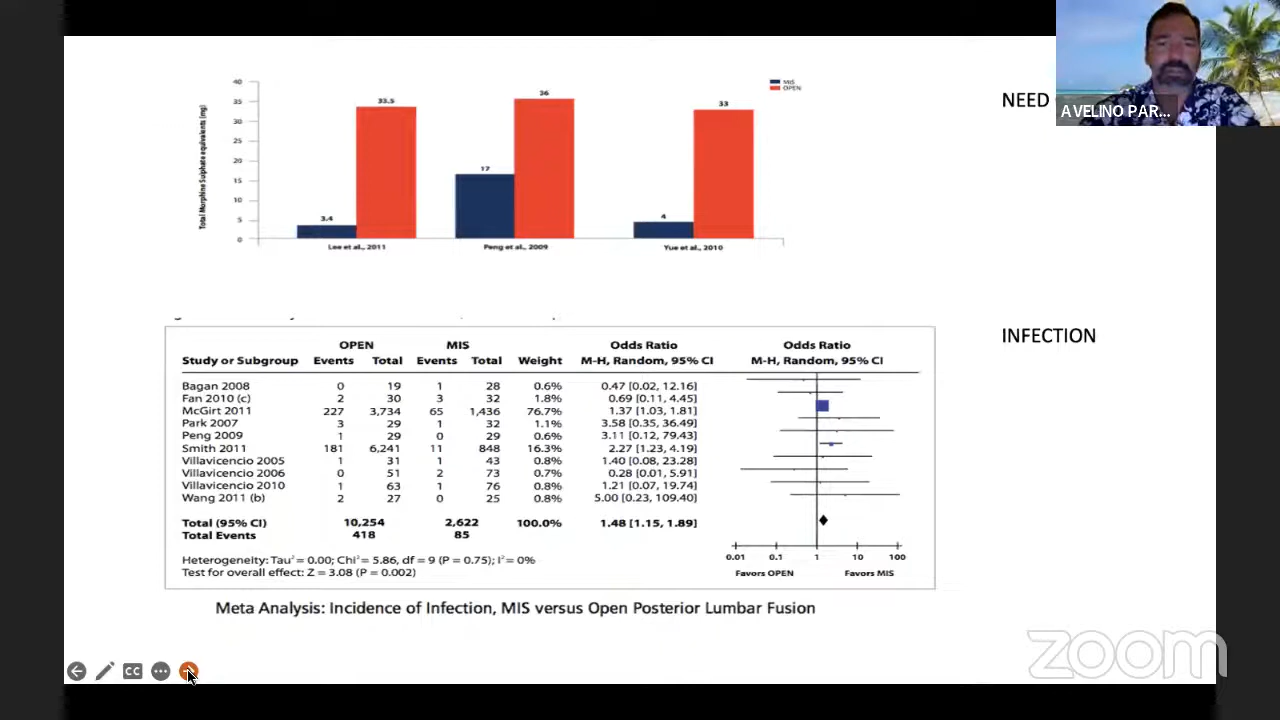 NEED
AVELINO PAR...
MIS
OPEN
Total Morphine Sulphate equivalents (mg)
40
35
30
25
20
15
10
5
0
3.4
33.5
17
36
4
33
Lee et al., 2011
Peng et al., 2009
Yue et al., 2010
INFECTION
OPEN MIS Odds Ratio Odds Ratio
Study or Subgroup Events Total Events Total Weight M-H, Random, 95% CI M-H, Random, 95% CI
Bagan 2008 0 19 1 28 0.6% 0.47 [0.02, 12.16]
Fan 2010 (c) 2 30 3 32 1.8% 0.69 [0.11, 4.45]
McGirt 2011 227 3,734 65 1,436 76.7% 1.37 [1.03, 1.81]
Park 2007 3 29 1 32 1.1% 3.58 [0.35, 36.49]
Peng 2009 1 29 0 29 0.6% 3.11 [0.12, 79.43]
Smith 2011 181 6,241 11 848 16.3% 2.27 [1.23, 4.19]
Villavicencio 2005 1 31 1 43 0.8% 1.40 [0.08, 23.28]
Villavicencio 2006 0 51 2 73 0.7% 0.28 [0.01, 5.91]
Villavicencio 2010 1 63 1 76 0.8% 1.21 [0.07, 19.74]
Wang 2011 (b) 2 27 0 25 0.8% 5.00 [0.23, 109.40]
Total (95% CI) 10,254 2,622 100.0% 1.48 [1.15, 1.89]
Total Events 418 85
0.01 0.1 1 10 100
Heterogeneity: Tau² = 0.00; Chi² = 5.86, df = 9 (P = 0.75); I² = 0%
Test for overall effect: Z = 3.08 (P = 0.002)
Favors OPEN Favors MIS
Meta Analysis: Incidence of Infection, MIS versus Open Posterior Lumbar Fusion
CC
zoom